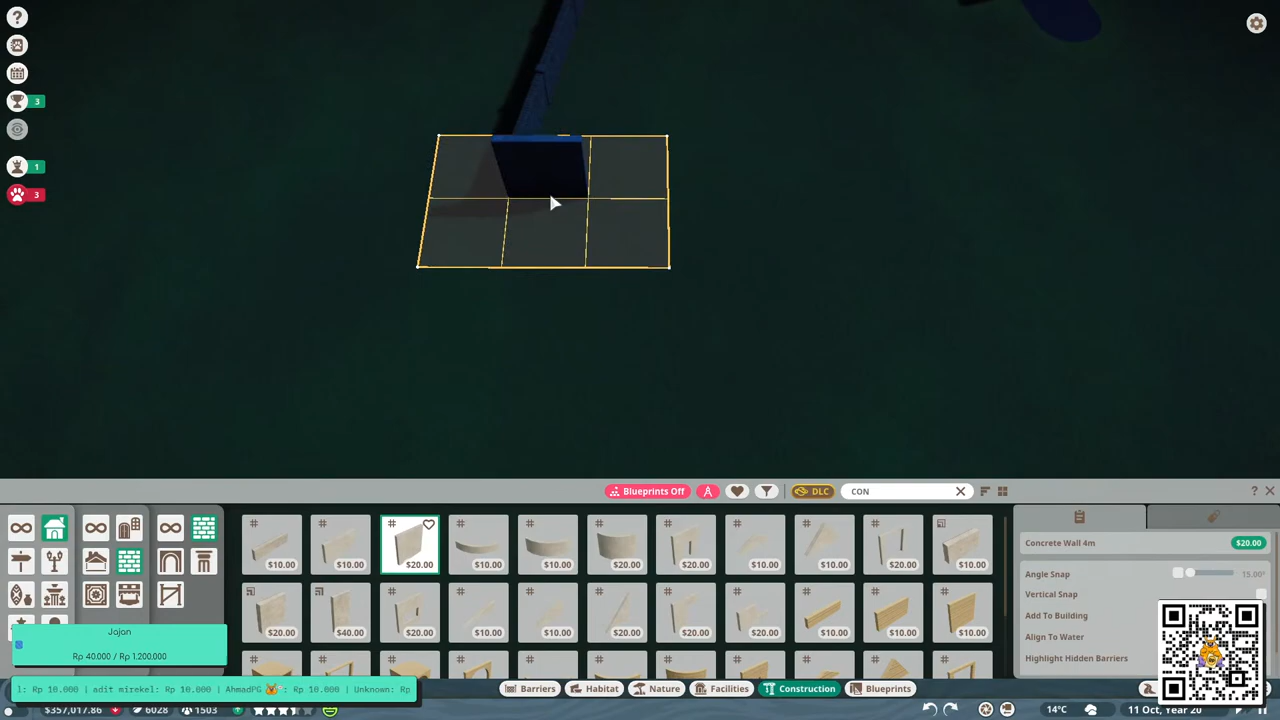 ?
3
1
3
Blueprints Off
DLC
CON
?
$10.00
$10.00
$20.00
$10.00
$10.00
$20.00
$20.00
$10.00
$10.00
$20.00
$10.00
$20.00
$40.00
$20.00
$10.00
$20.00
$10.00
$10.00
$10.00
$10.00
$10.00
$10.00
Concrete Wall 4m
$20.00
Angle Snap
15.00°
Vertical Snap
Add To Building
Align To Water
Highlight Hidden Barriers
Jajan
Rp 40.000 / Rp 1.200.000
l: Rp 10.000 | adit mirekel: Rp 10.000 | AhmadPG : Rp 10.000 | Unknown: Rp
Barriers
Habitat
Nature
Facilities
Construction
Blueprints
$357,017.86
6028
1503
14°C
11 Oct, Year 20